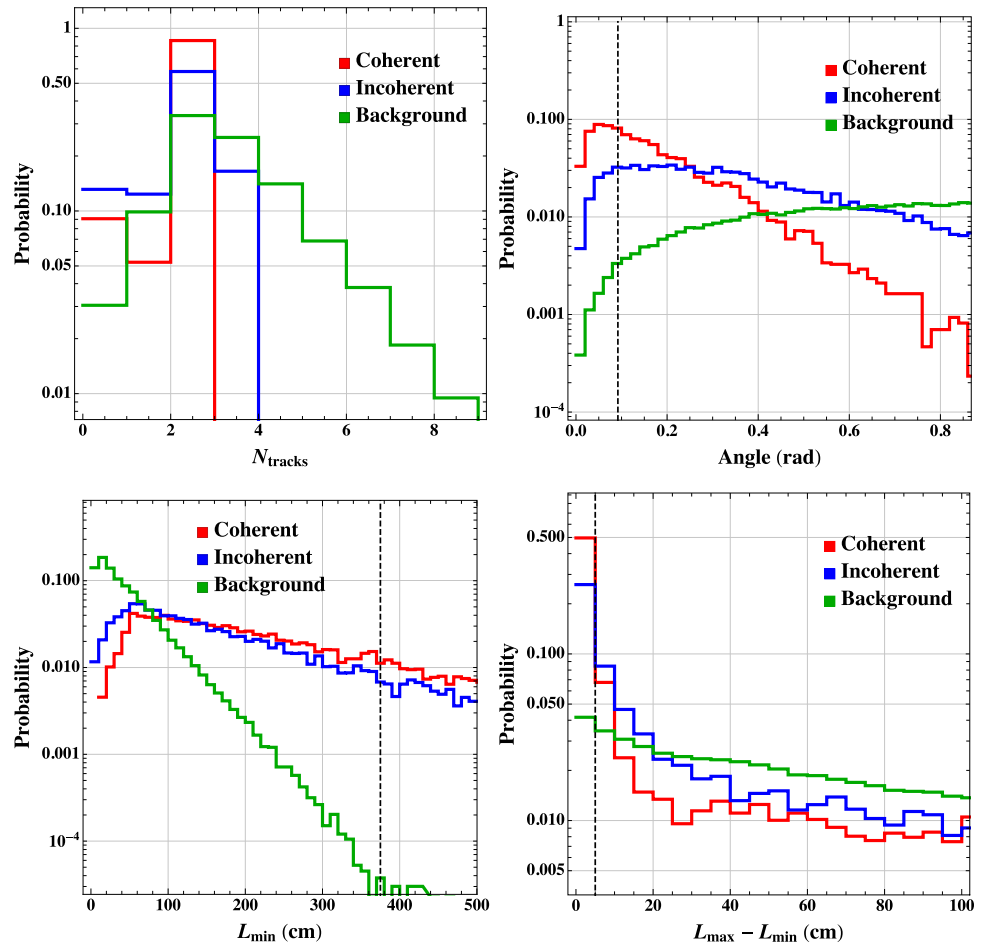 1
0.50
0.10
0.05
0.01
Probability
Coherent
Incoherent
Background
0 2 4 6 8
N_tracks
1
0.100
0.010
0.001
10⁻⁴
Probability
Coherent
Incoherent
Background
0.0 0.2 0.4 0.6 0.8
Angle (rad)
0.100
0.010
0.001
10⁻⁴
Probability
Coherent
Incoherent
Background
0 100 200 300 400 500
L_min (cm)
0.500
0.100
0.050
0.010
0.005
Probability
Coherent
Incoherent
Background
0 20 40 60 80 100
L_max − L_min (cm)